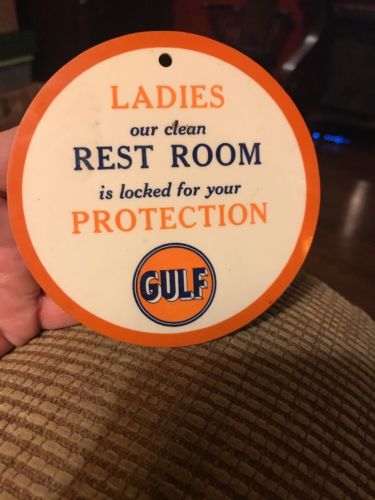 LADIES
our clean
REST ROOM
is locked for your
PROTECTION
GULF